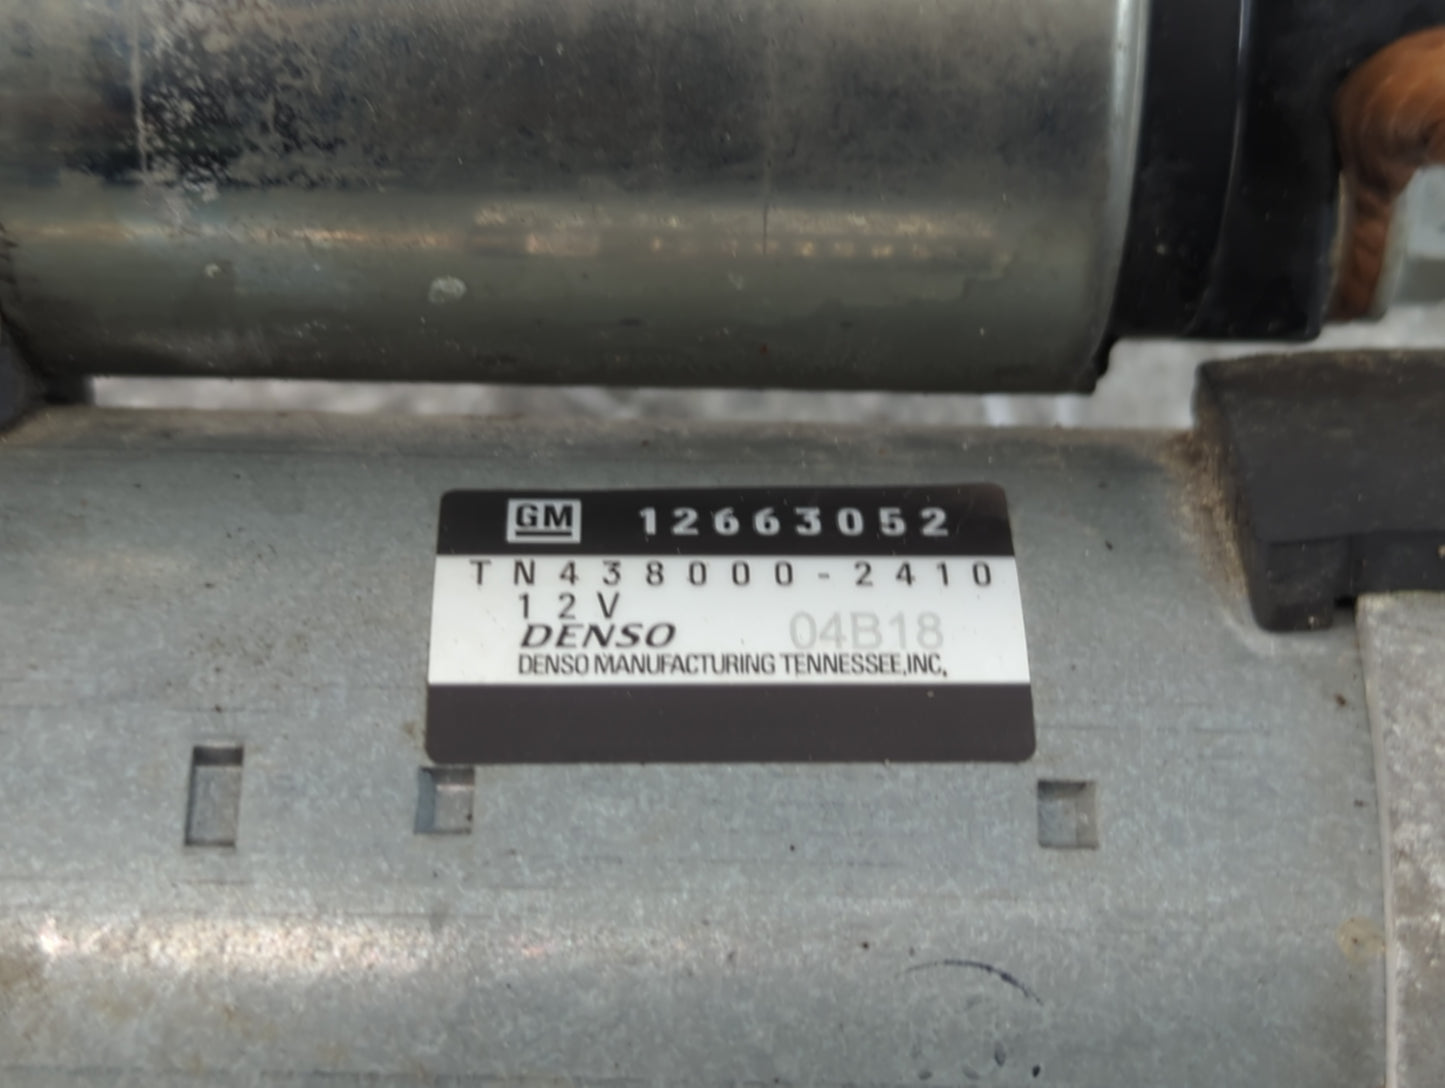 GM 12663052
TN438000-2410
12V
DENSO 04B18
DENSO MANUFACTURING TENNESSEE,INC,